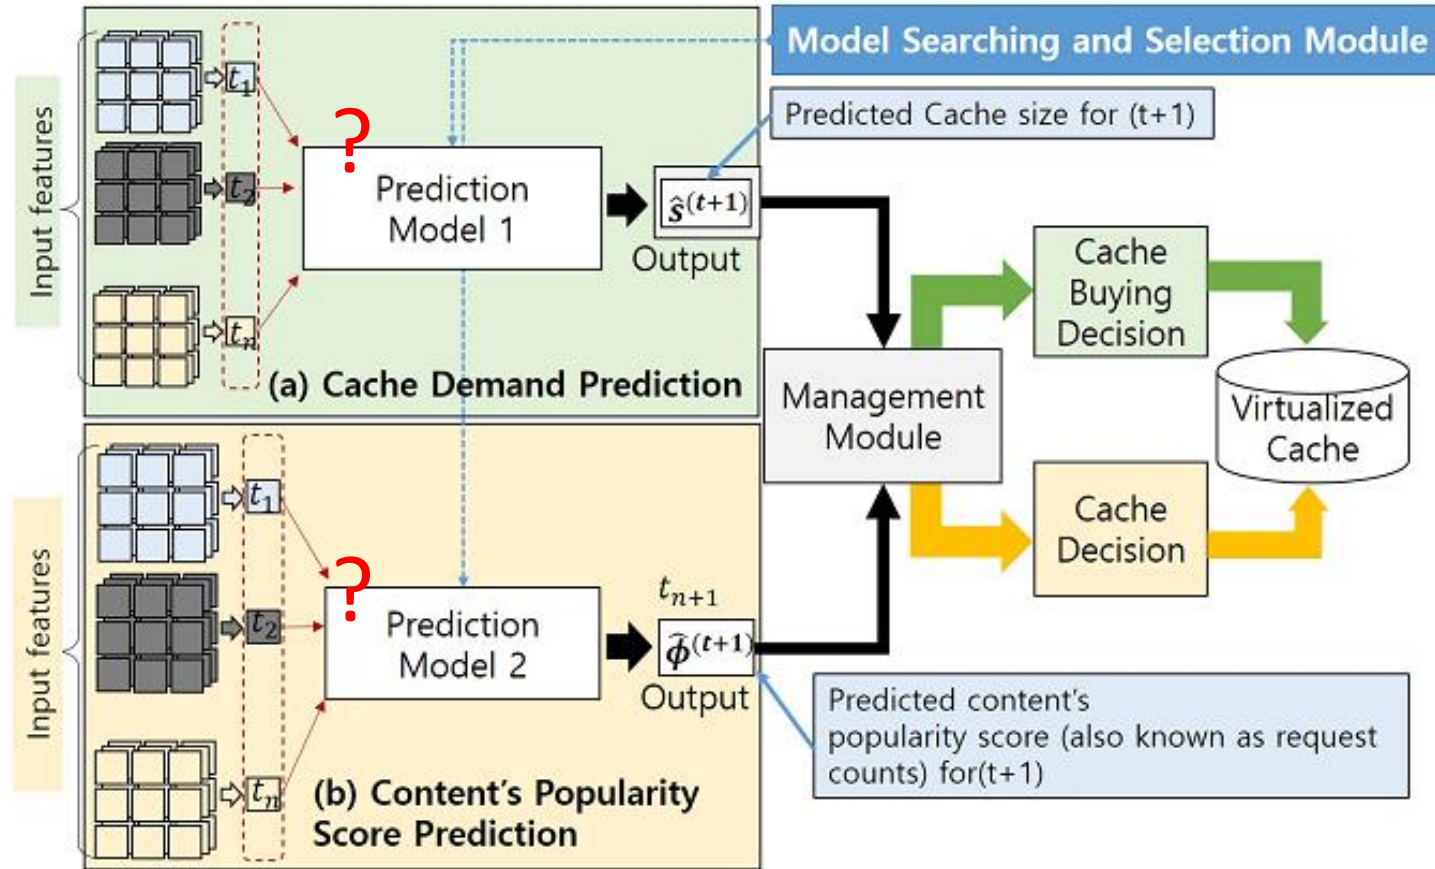 Model Searching and Selection Module
Predicted Cache size for (t+1)
Input features
t₁
t₂
tₙ
?
Prediction
Model 1
ŝ⁽ᵗ⁺¹⁾
Output
(a) Cache Demand Prediction
Management
Module
Cache
Buying
Decision
Virtualized
Cache
Cache
Decision
Input features
t₁
t₂
tₙ
?
Prediction
Model 2
tₙ₊₁
ϕ̂⁽ᵗ⁺¹⁾
Output
Predicted content's
popularity score (also known as request
counts) for(t+1)
(b) Content's Popularity
Score Prediction